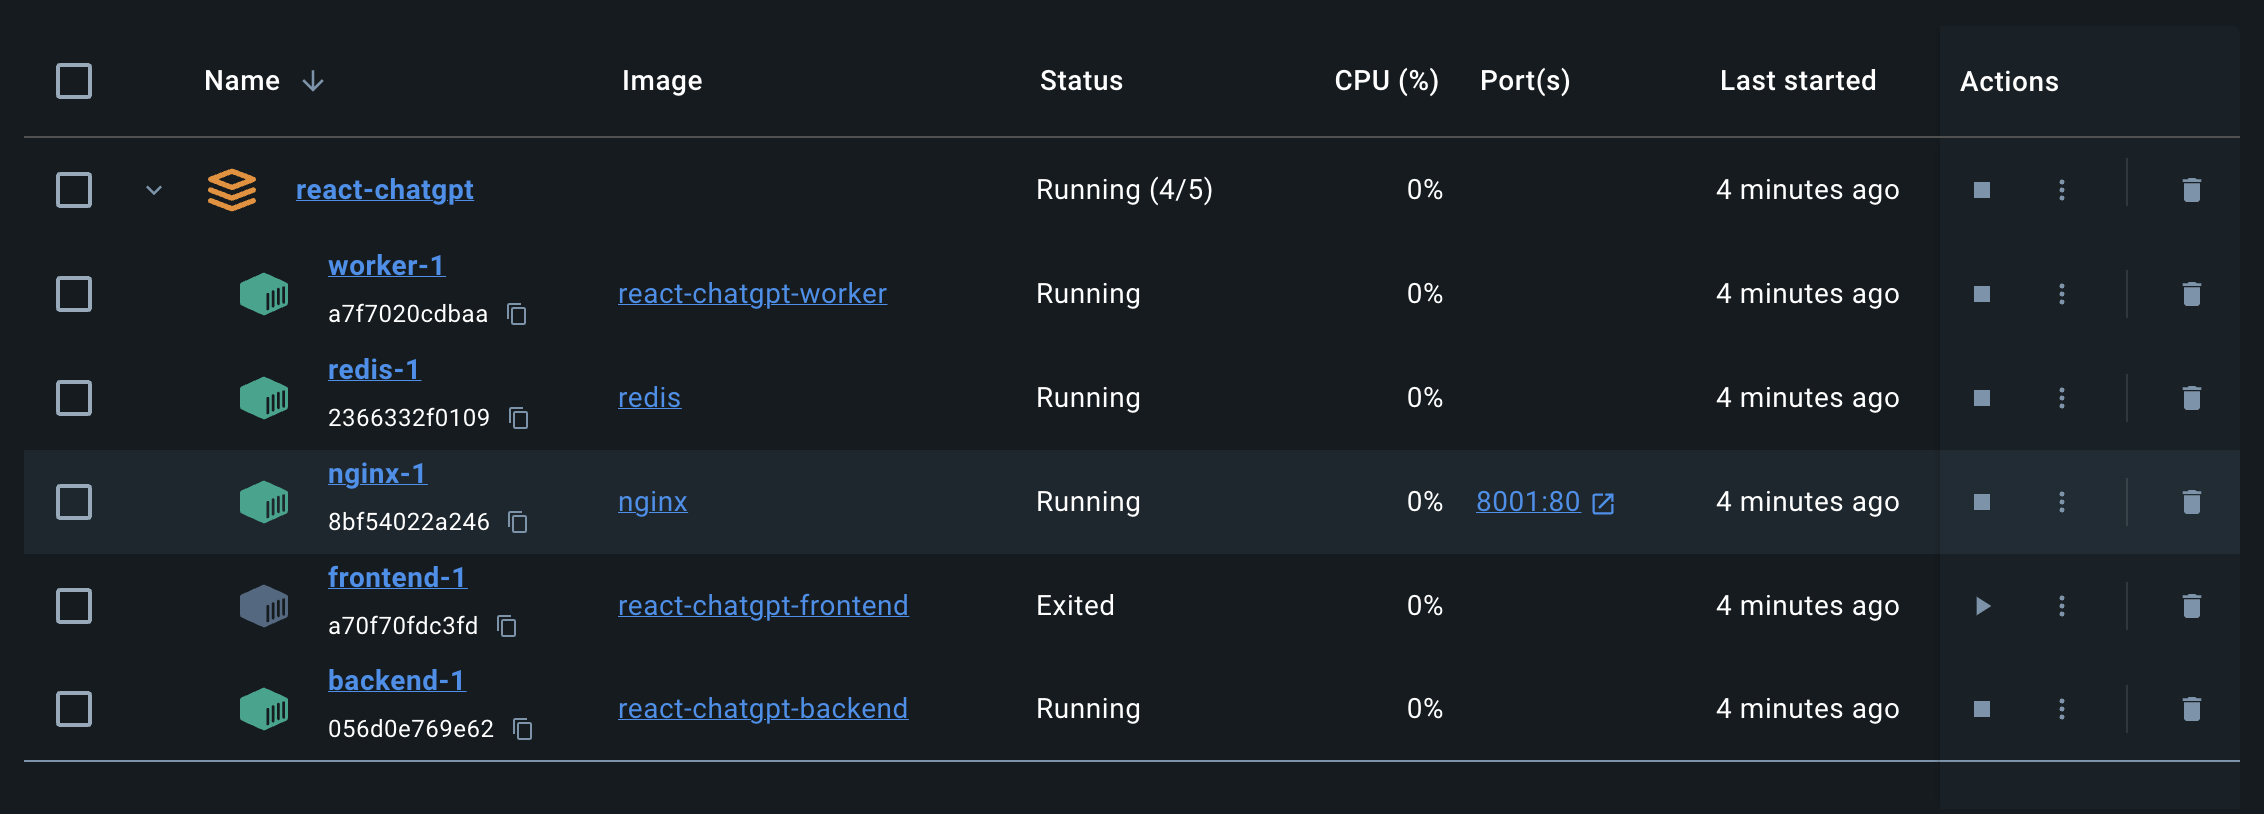 Name Image Status CPU (%) Port(s) Last started Actions
react-chatgpt Running (4/5) 0% 4 minutes ago
worker-1
a7f7020cdbaa react-chatgpt-worker Running 0% 4 minutes ago
redis-1
2366332f0109 redis Running 0% 4 minutes ago
nginx-1
8bf54022a246 nginx Running 0% 8001:80 4 minutes ago
frontend-1
a70f70fdc3fd react-chatgpt-frontend Exited 0% 4 minutes ago
backend-1
056d0e769e62 react-chatgpt-backend Running 0% 4 minutes ago